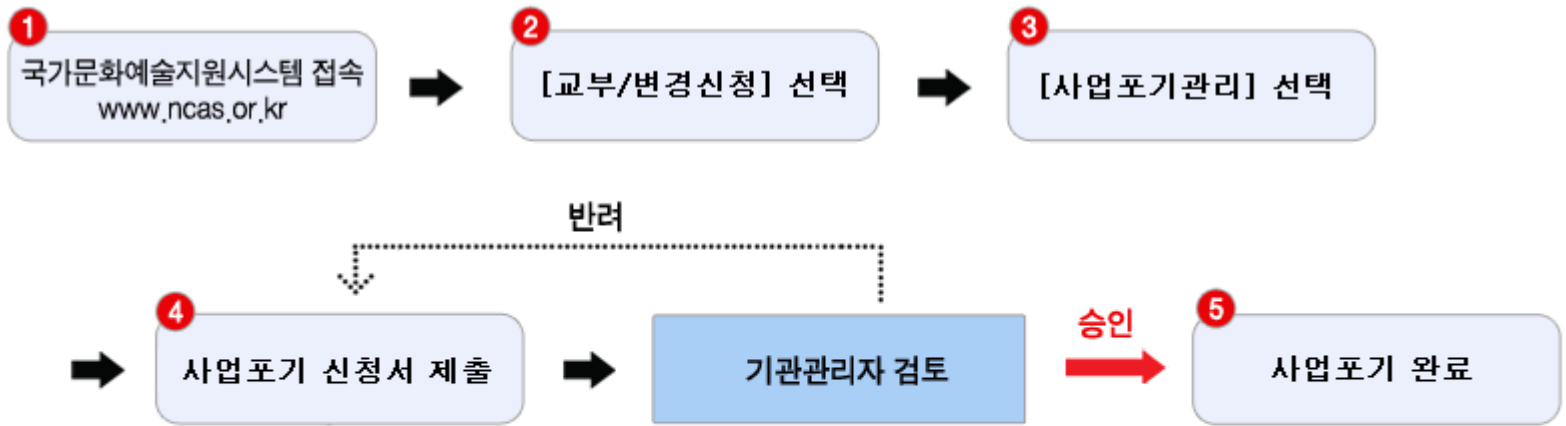 1
국가문화예술지원시스템 접속
www.ncas.or.kr
2
[교부/변경신청] 선택
3
[사업포기관리] 선택
반려
4
사업포기 신청서 제출
기관관리자 검토
승인
5
사업포기 완료